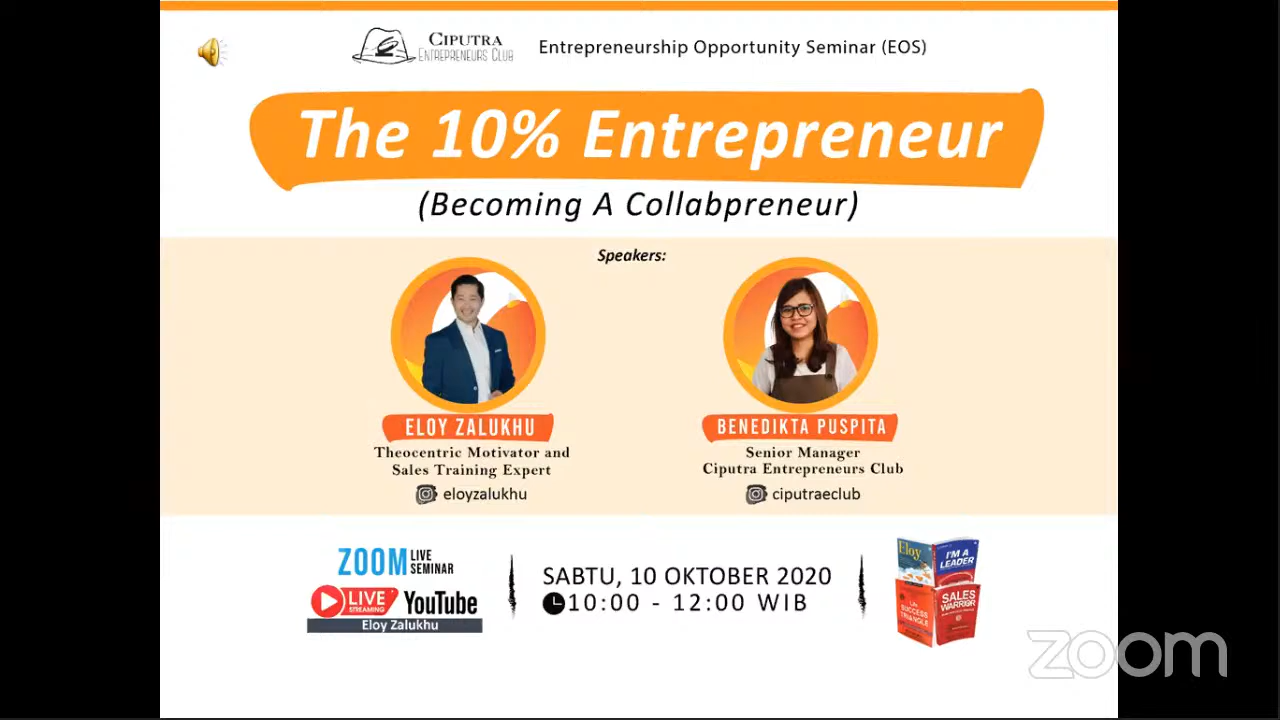 CIPUTRA
ENTREPRENEURS CLUB
Entrepreneurship Opportunity Seminar (EOS)
The 10% Entrepreneur
(Becoming A Collabpreneur)
Speakers:
ELOY ZALUKHU
Theocentric Motivator and
Sales Training Expert
eloyzalukhu
BENEDIKTA PUSPITA
Senior Manager
Ciputra Entrepreneurs Club
ciputraeclub
ZOOM LIVE
SEMINAR
LIVE
STREAMING
YouTube
Eloy Zalukhu
SABTU, 10 OKTOBER 2020
10:00 - 12:00 WIB
Eloy
I'M A
LEADER
SUCCESS
TRIANGLE
SALES
WARRIOR
zoom